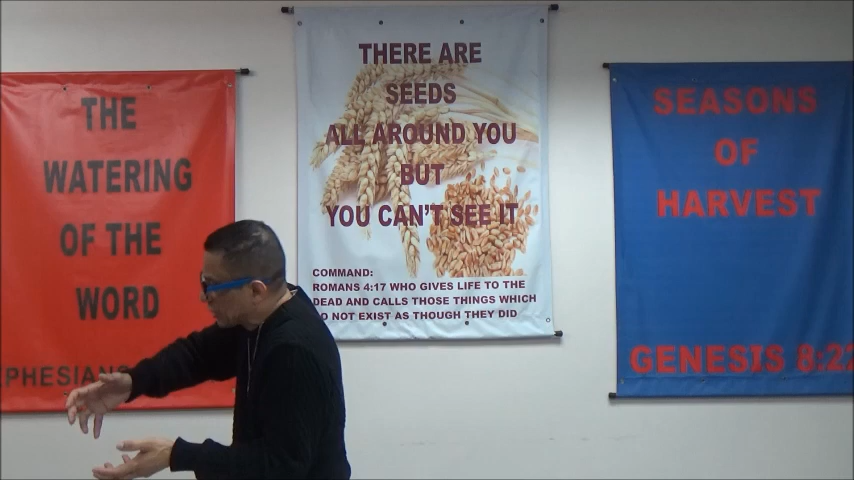 THE
WATERING
OF THE
WORD
PHESIANS
THERE ARE
SEEDS
ALL AROUND YOU
BUT
YOU CAN'T SEE IT
COMMAND:
ROMANS 4:17 WHO GIVES LIFE TO THE
DEAD AND CALLS THOSE THINGS WHICH
O NOT EXIST AS THOUGH THEY DID
SEASONS
OF
HARVEST
GENESIS 8:22